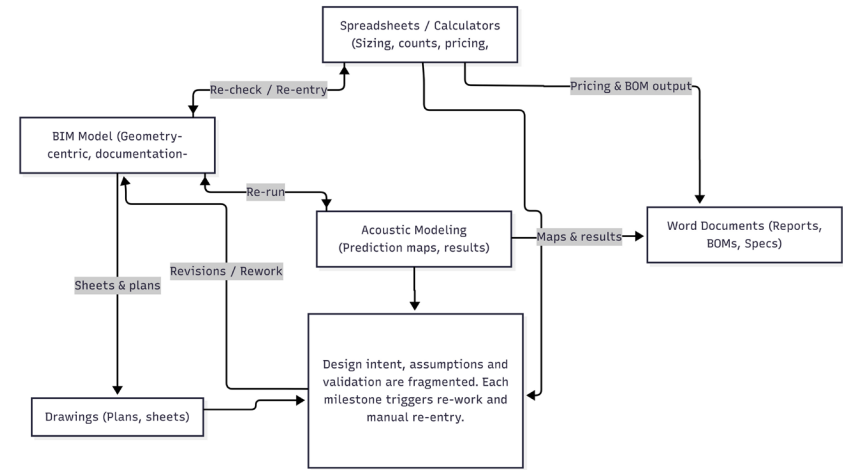 Spreadsheets / Calculators
(Sizing, counts, pricing,
Re-check / Re-entry
Pricing & BOM output
BIM Model (Geometry-
centric, documentation-
Re-run
Acoustic Modeling
(Prediction maps, results)
Maps & results
Word Documents (Reports,
BOMs, Specs)
Revisions / Rework
Sheets & plans
Design intent, assumptions and
validation are fragmented. Each
milestone triggers re-work and
manual re-entry.
Drawings (Plans, sheets)